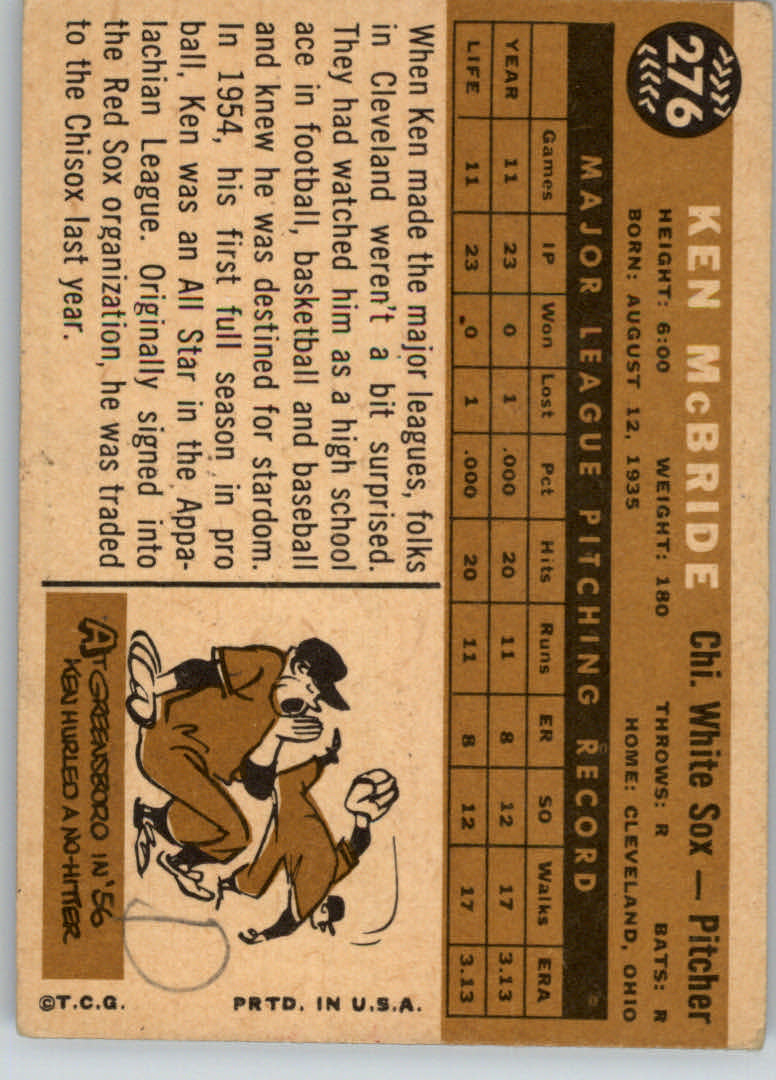 276
KEN McBRIDE Chi. White Sox — Pitcher
HEIGHT: 6:00 WEIGHT: 180 THROWS: R BATS: R
BORN: AUGUST 12, 1935 HOME: CLEVELAND, OHIO
MAJOR LEAGUE PITCHING RECORD
Games IP Won Lost Pct Hits Runs ER SO Walks ERA
YEAR 11 23 0 1 .000 20 11 8 12 17 3.13
LIFE 11 23 0 1 .000 20 11 8 12 17 3.13
When Ken made the major leagues, folks
in Cleveland weren't a bit surprised.
They had watched him as a high school
ace in football, basketball and baseball
and knew he was destined for stardom.
In 1954, his first full season in pro
ball, Ken was an All Star in the Appa-
lachian League. Originally signed into
the Red Sox organization, he was traded
to the Chisox last year.
AT GREENSBORO IN '56
KEN HURLED A NO-HITTER
©T.C.G. PRTD. IN U.S.A.